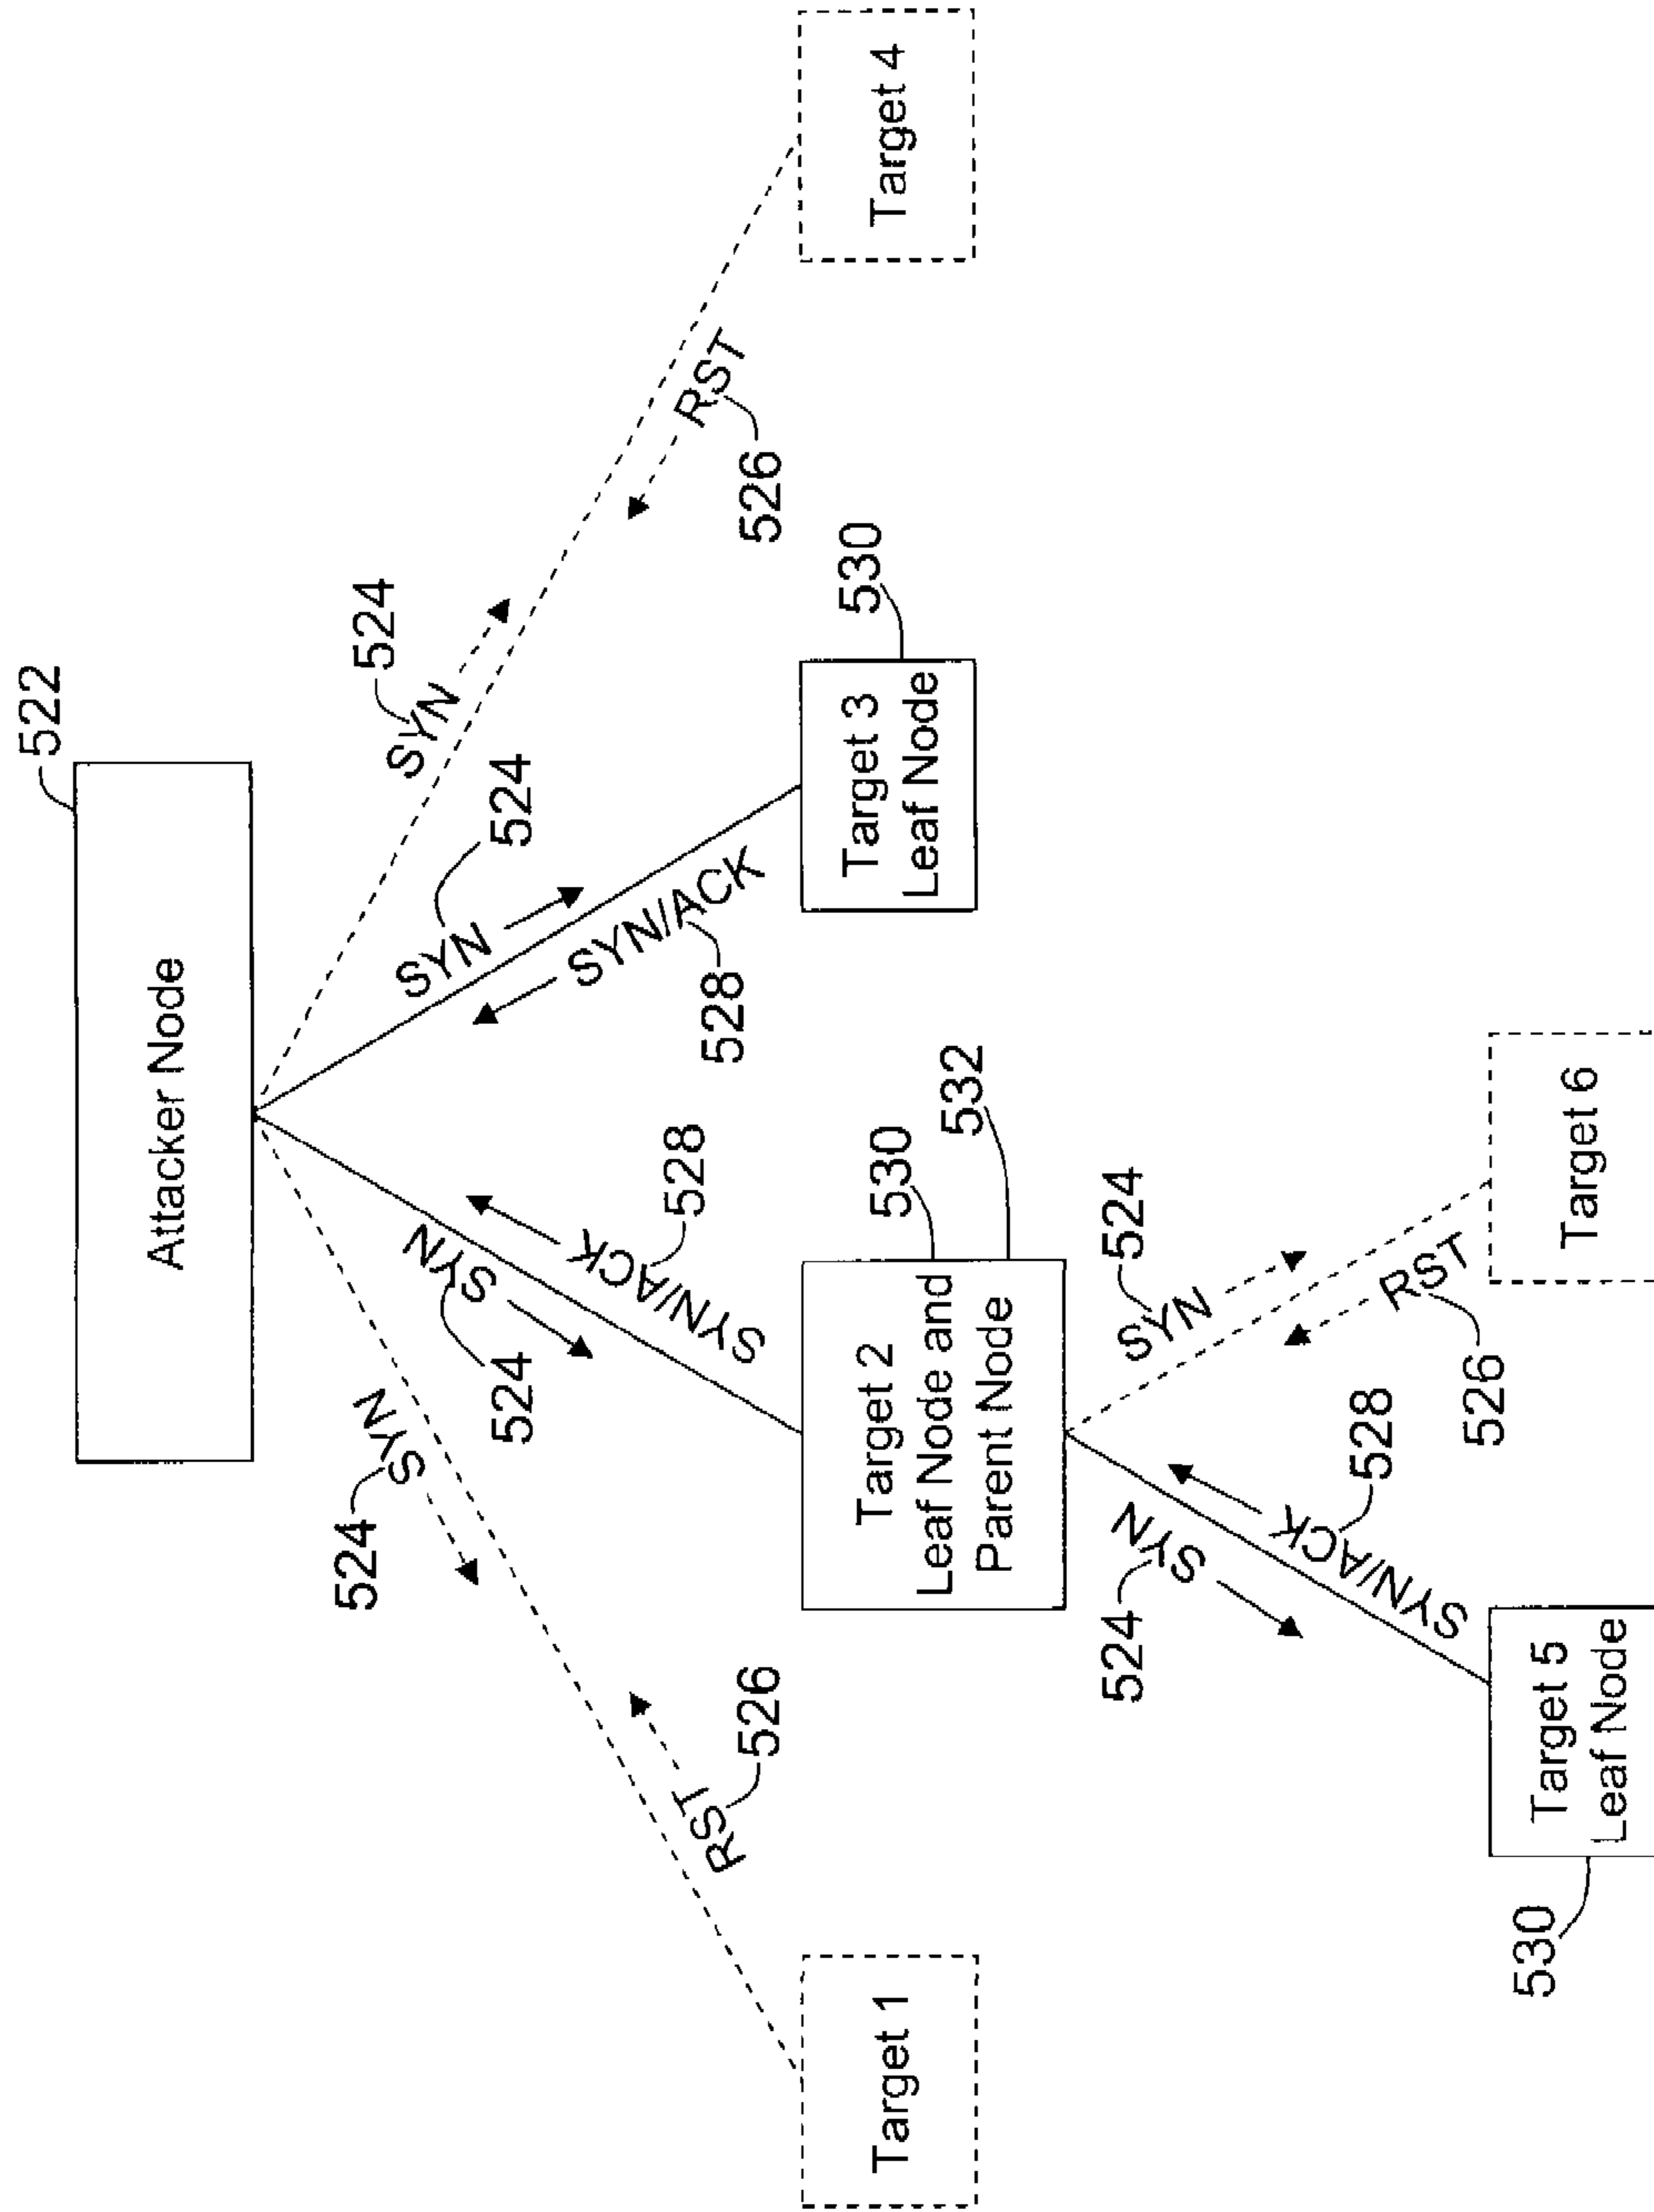 522
Attacker Node
SYN
524
SYN
524
SYN
524
SYN
524
RST
526
SYN/ACK
528
SYN/ACK
528
RST
526
Target 1
530
532
Target 2
Leaf Node and
Parent Node
530
Target 3
Leaf Node
Target 4
SYN
524
SYN
524
SYN/ACK
528
RST
526
530
Target 5
Leaf Node
Target 6